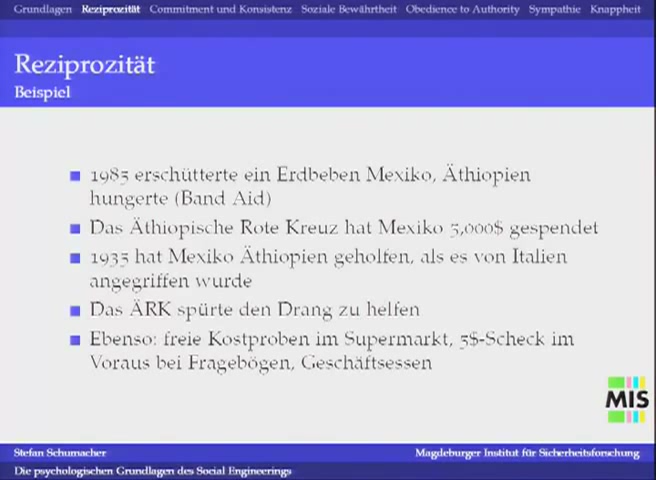 Grundlagen Reziprozität Commitment und Konsistenz Soziale Bewährtheit Obedience to Authority Sympathie Knappheit
Reziprozität
Beispiel
1985 erschütterte ein Erdbeben Mexiko, Äthiopien
hungerte (Band Aid)
Das Äthiopische Rote Kreuz hat Mexiko 5,000$ gespendet
1935 hat Mexiko Äthiopien geholfen, als es von Italien
angegriffen wurde
Das ÄRK spürte den Drang zu helfen
Ebenso: freie Kostproben im Supermarkt, 5$-Scheck im
Voraus bei Fragebögen, Geschäftsessen
MIS
Stefan Schumacher Magdeburger Institut für Sicherheitsforschung
Die psychologischen Grundlagen des Social Engineerings